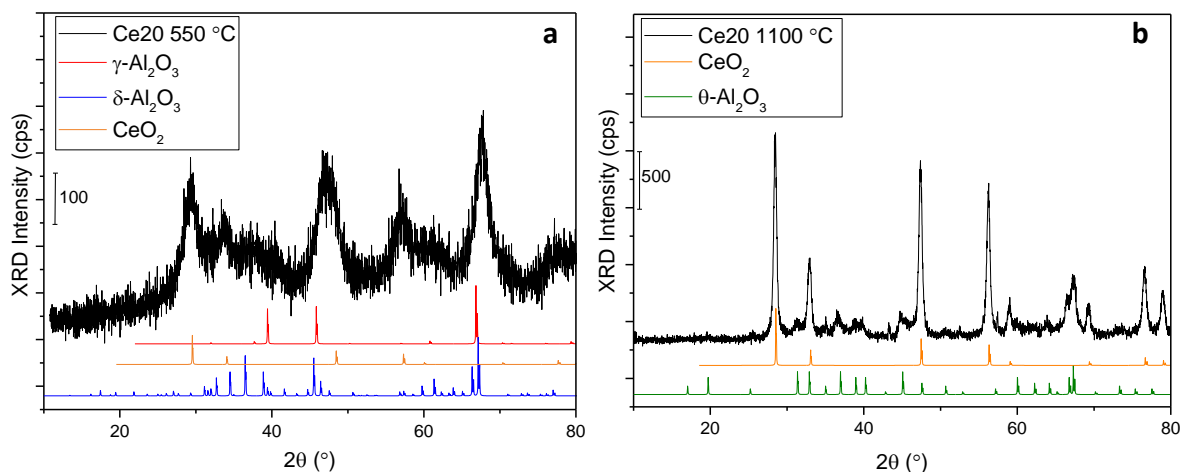 a
Ce20 550 °C
γ-Al2O3
δ-Al2O3
CeO2
100
XRD Intensity (cps)
20
40
60
80
2θ (°)
b
Ce20 1100 °C
CeO2
θ-Al2O3
500
XRD Intensity (cps)
20
40
60
80
2θ (°)